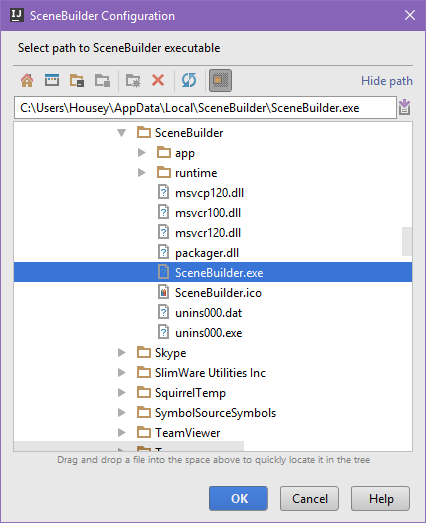 IJ SceneBuilder Configuration
Select path to SceneBuilder executable
Hide path
C:\Users\Housey\AppData\Local\SceneBuilder\SceneBuilder.exe
SceneBuilder
app
runtime
msvcp120.dll
msvcr100.dll
msvcr120.dll
packager.dll
SceneBuilder.exe
SceneBuilder.ico
unins000.dat
unins000.exe
Skype
SlimWare Utilities Inc
SquirrelTemp
SymbolSourceSymbols
TeamViewer
Drag and drop a file into the space above to quickly locate it in the tree
OK Cancel Help